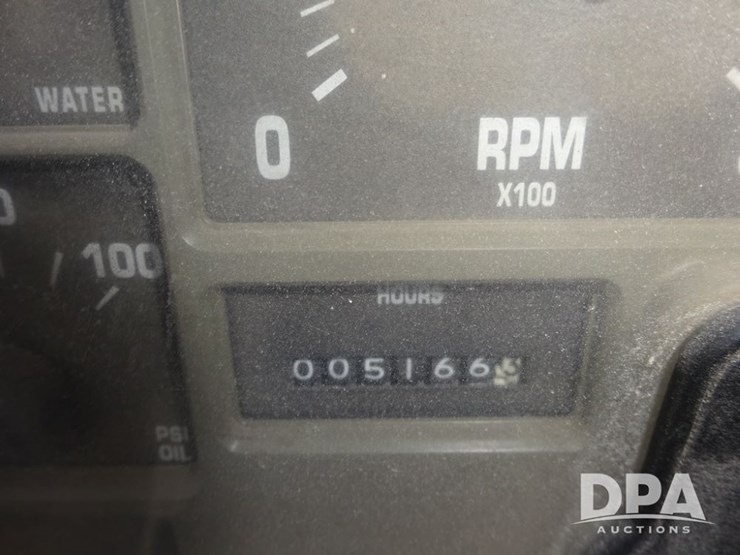 WATER
0
RPM
X100
100
HOURS
005166
PSI
OIL
DPA
AUCTIONS